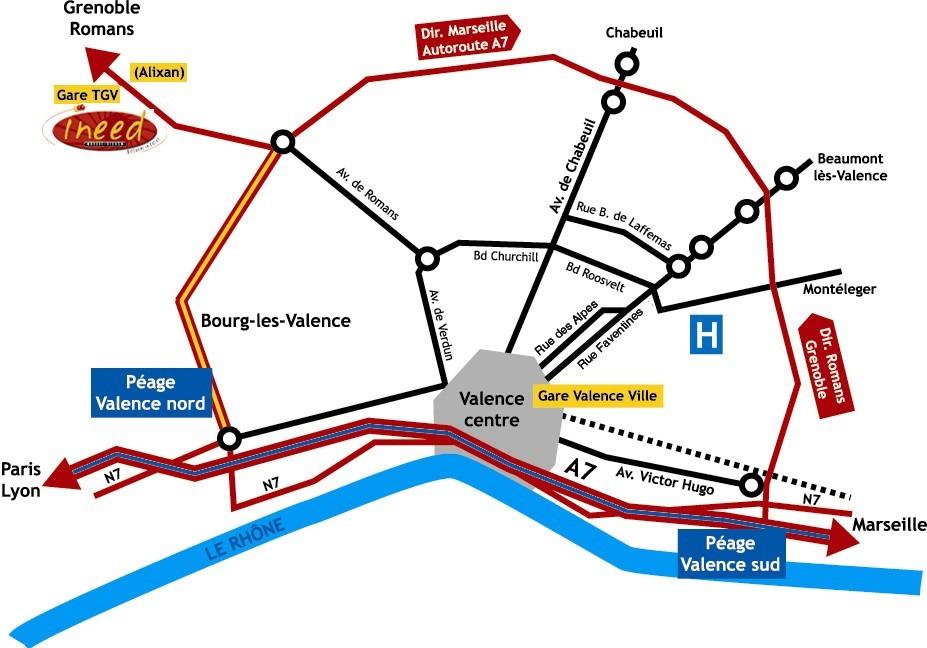 Grenoble
Romans
(Alixan)
Gare TGV
Ineed
Dir. Marseille
Autoroute A7
Chabeuil
Av. de Chabeuil
Beaumont
lès-Valence
Av. de Romans
Rue B. de Laffemas
Bd Churchill
Bd Roosvelt
Montéleger
Av. de Verdun
Bourg-les-Valence
Rue des Alpes
Rue Faventines
H
Dir. Romans
Grenoble
Péage
Valence nord
Valence
centre
Gare Valence Ville
Paris
Lyon
N7
N7
A7
Av. Victor Hugo
N7
Marseille
LE RHÔNE
Péage
Valence sud